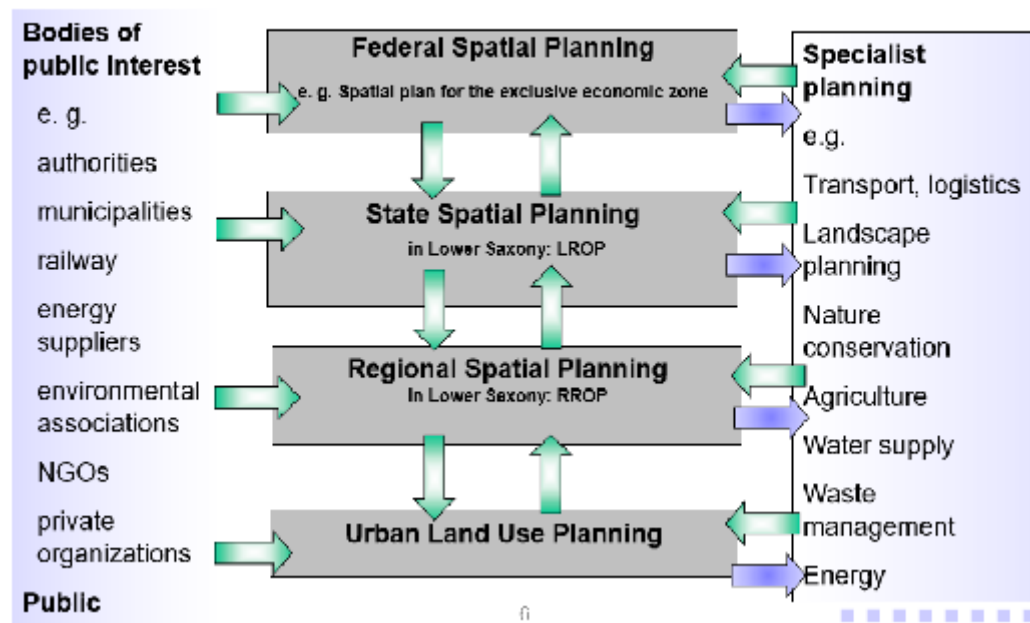 Bodies of
public Interest
e. g.
authorities
municipalities
railway
energy
suppliers
environmental
associations
NGOs
private
organizations
Public
Federal Spatial Planning
e. g. Spatial plan for the exclusive economic zone
State Spatial Planning
in Lower Saxony: LROP
Regional Spatial Planning
In Lower Saxony: RROP
Urban Land Use Planning
Specialist
planning
e.g.
Transport, logistics
Landscape
planning
Nature
conservation
Agriculture
Water supply
Waste
management
Energy